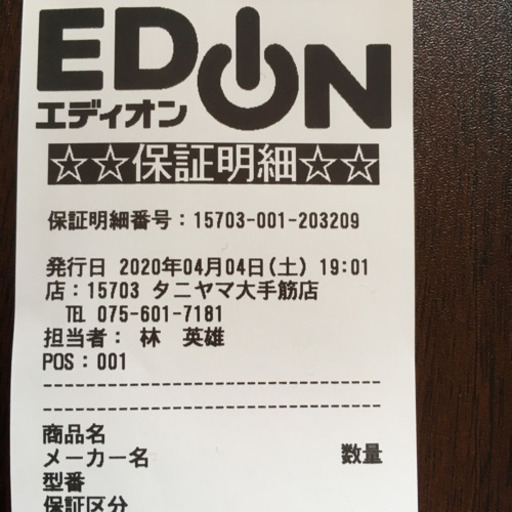 EDION
エディオン
☆☆保証明細☆☆
保証明細番号：15703-001-203209
発行日 2020年04月04日(土) 19:01
店：15703 タニヤマ大手筋店
TEL 075-601-7181
担当者： 林 英雄
POS：001
--------------------------------
--------------------------------
商品名
メーカー名 数量
型番
保証区分